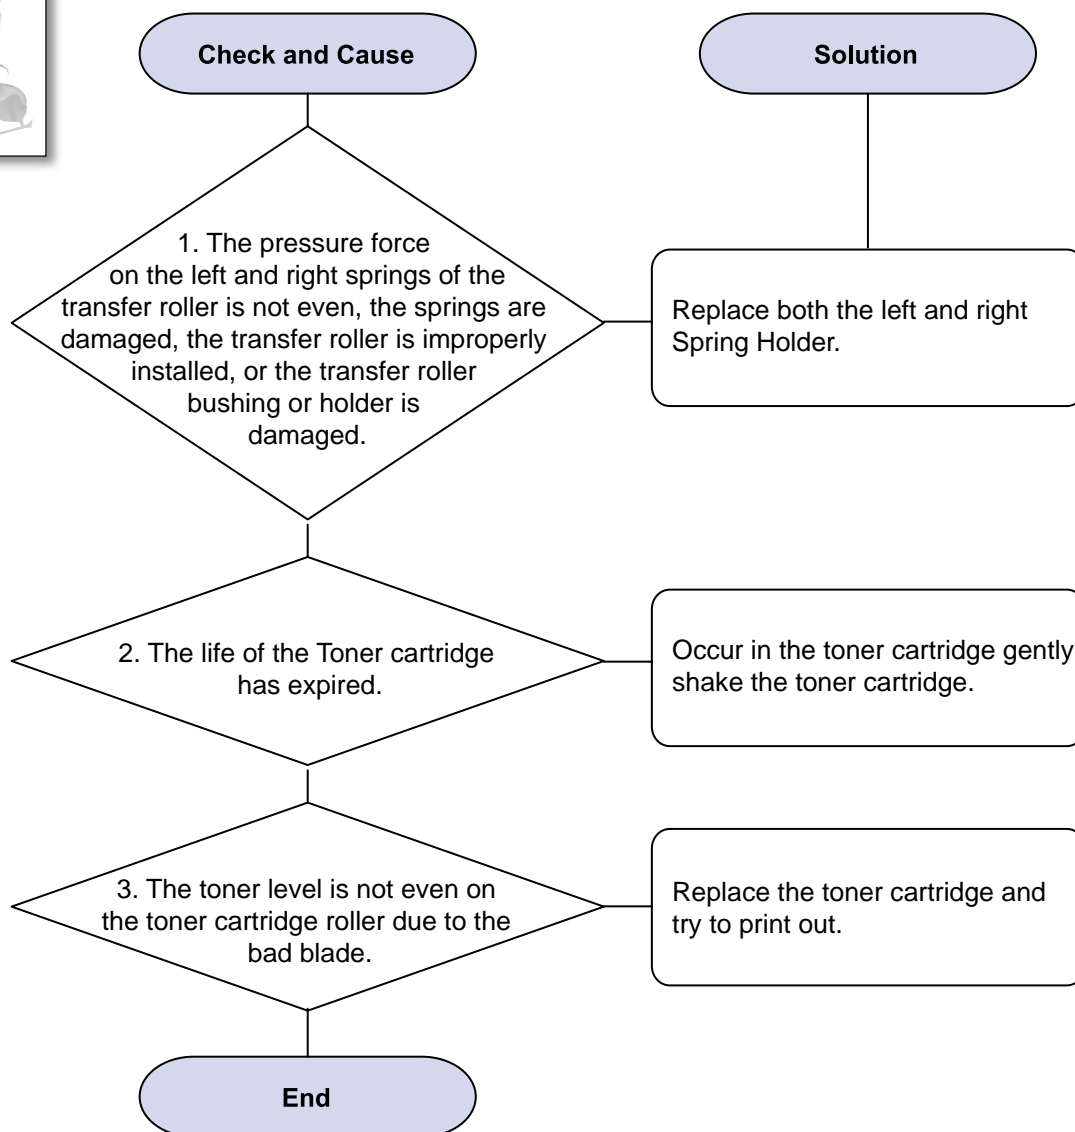 Check and Cause
Solution
1. The pressure force
on the left and right springs of the
transfer roller is not even, the springs are
damaged, the transfer roller is improperly
installed, or the transfer roller
bushing or holder is
damaged.
Replace both the left and right
Spring Holder.
2. The life of the Toner cartridge
has expired.
Occur in the toner cartridge gently
shake the toner cartridge.
3. The toner level is not even on
the toner cartridge roller due to the
bad blade.
Replace the toner cartridge and
try to print out.
End